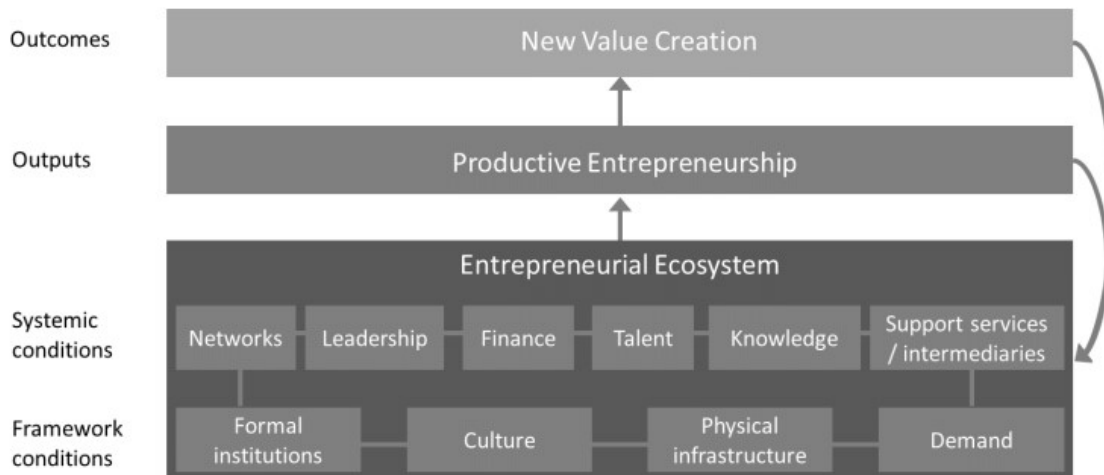 Outcomes
New Value Creation
Outputs
Productive Entrepreneurship
Entrepreneurial Ecosystem
Systemic
conditions
Networks
Leadership
Finance
Talent
Knowledge
Support services
/ intermediaries
Framework
conditions
Formal
institutions
Culture
Physical
infrastructure
Demand